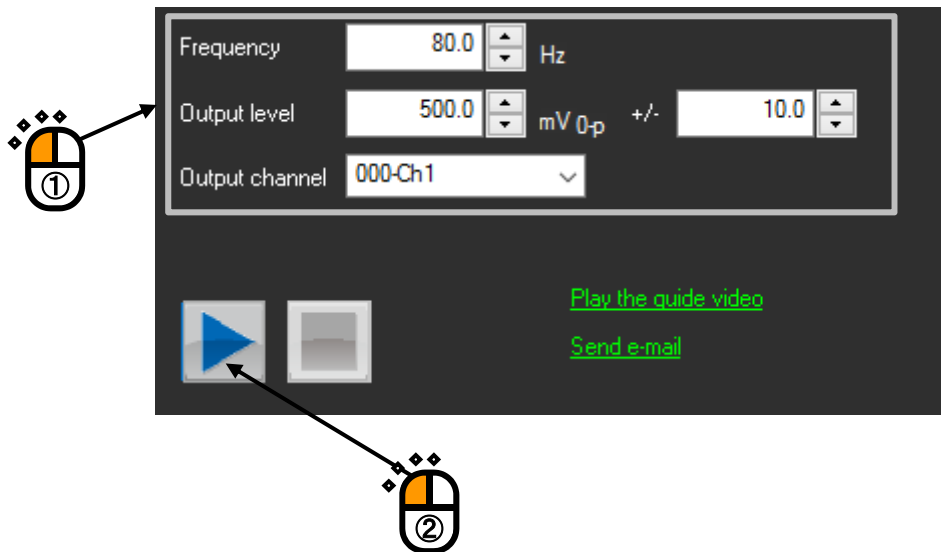 Frequency 80.0 Hz
Output level 500.0 mV 0-p +/- 10.0
Output channel 000-Ch1
①
Play the guide video
Send e-mail
②